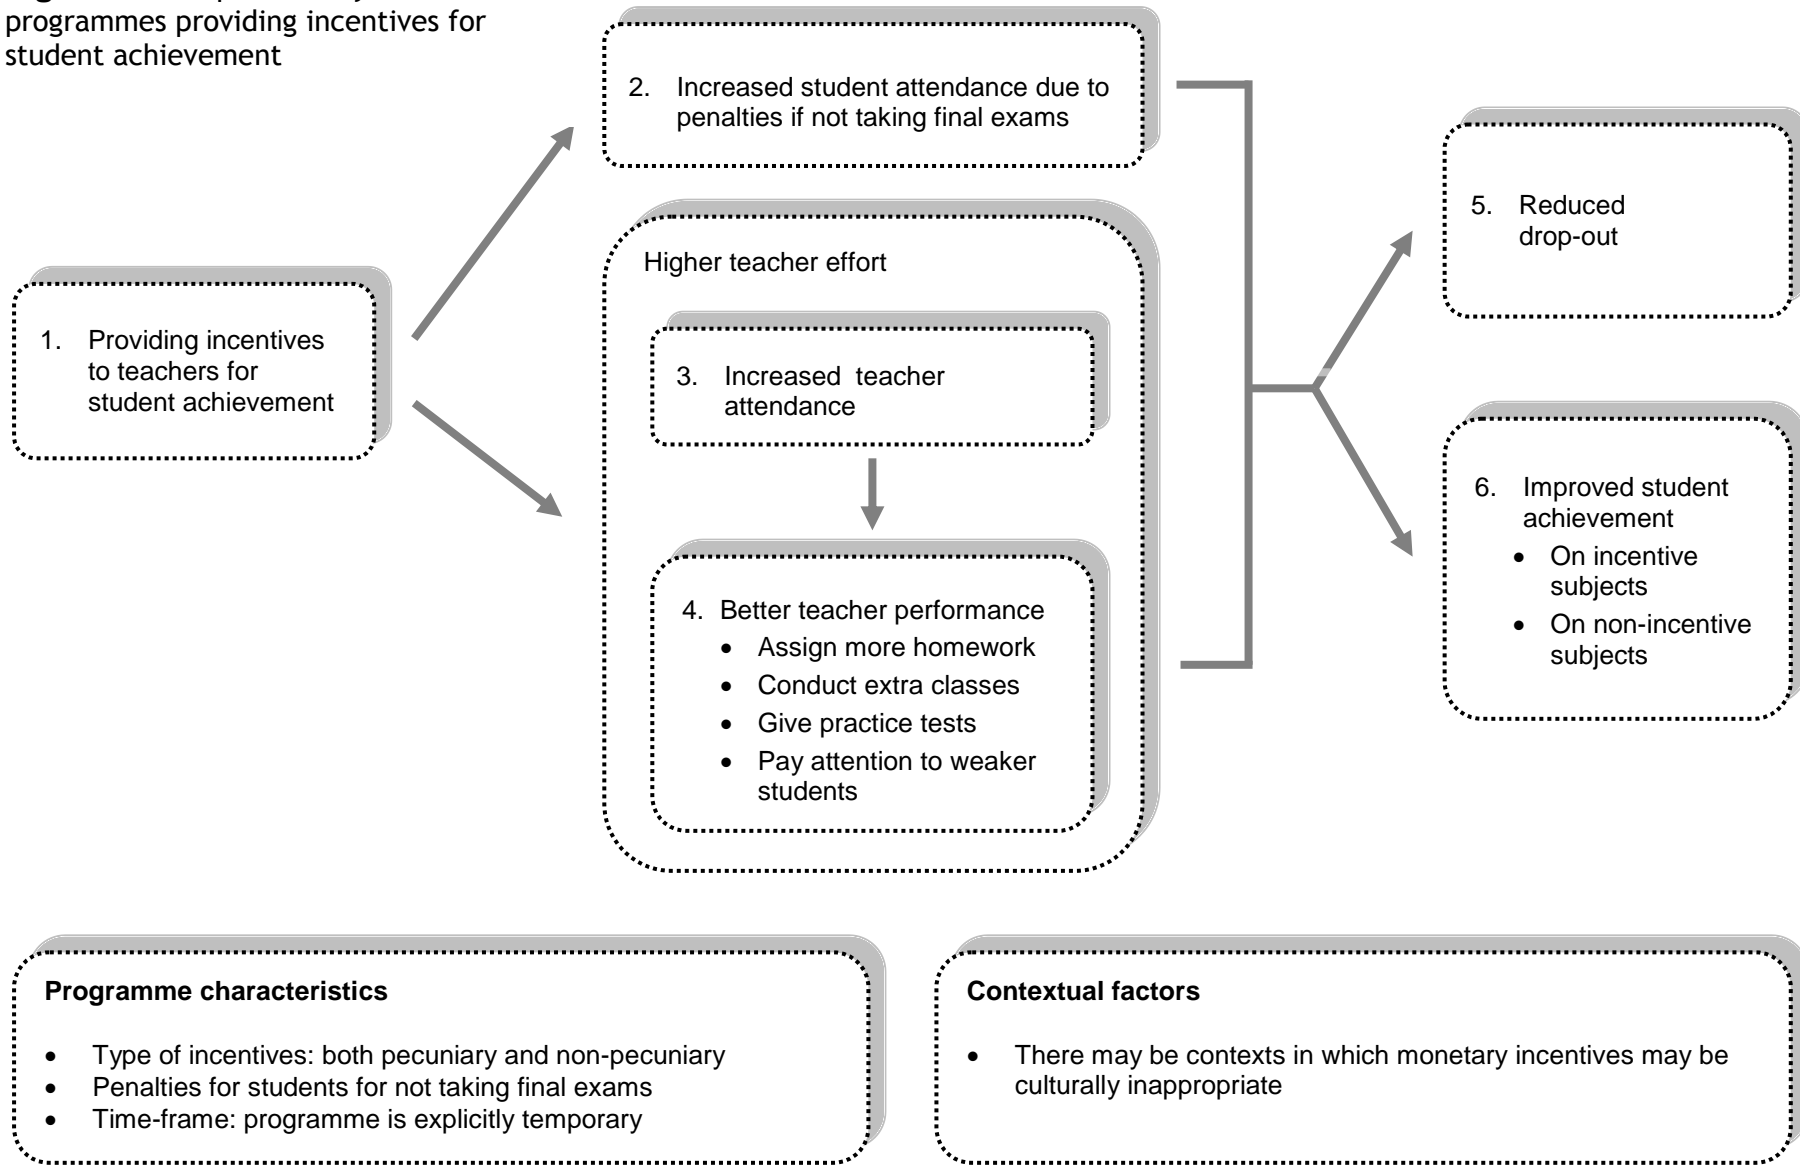 programmes providing incentives for
student achievement
2. Increased student attendance due to
penalties if not taking final exams
5. Reduced
drop-out
Higher teacher effort
1. Providing incentives
to teachers for
student achievement
3. Increased teacher
attendance
6. Improved student
achievement
• On incentive
subjects
• On non-incentive
subjects
4. Better teacher performance
• Assign more homework
• Conduct extra classes
• Give practice tests
• Pay attention to weaker
students
Programme characteristics
• Type of incentives: both pecuniary and non-pecuniary
• Penalties for students for not taking final exams
• Time-frame: programme is explicitly temporary
Contextual factors
• There may be contexts in which monetary incentives may be
culturally inappropriate